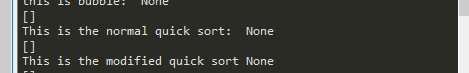 this is bubble:  None
[]
This is the normal quick sort:  None
[]
This is the modified quick sort None